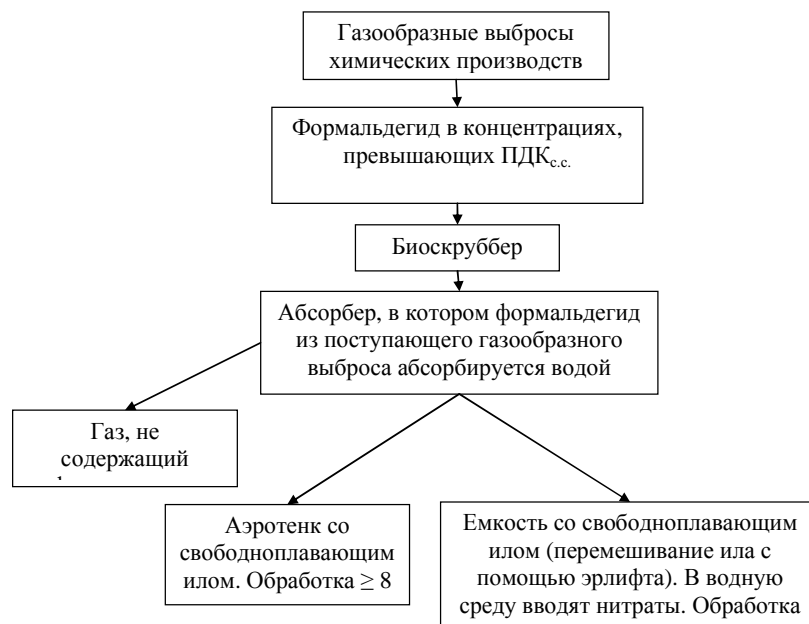 Газообразные выбросы
химических производств
Формальдегид в концентрациях,
превышающих ПДКс.с.
Биоскруббер
Абсорбер, в котором формальдегид
из поступающего газообразного
выброса абсорбируется водой
Газ, не
содержащий
Аэротенк со
свободноплавающим
илом. Обработка ≥ 8
Емкость со свободноплавающим
илом (перемешивание ила с
помощью эрлифта). В водную
среду вводят нитраты. Обработка